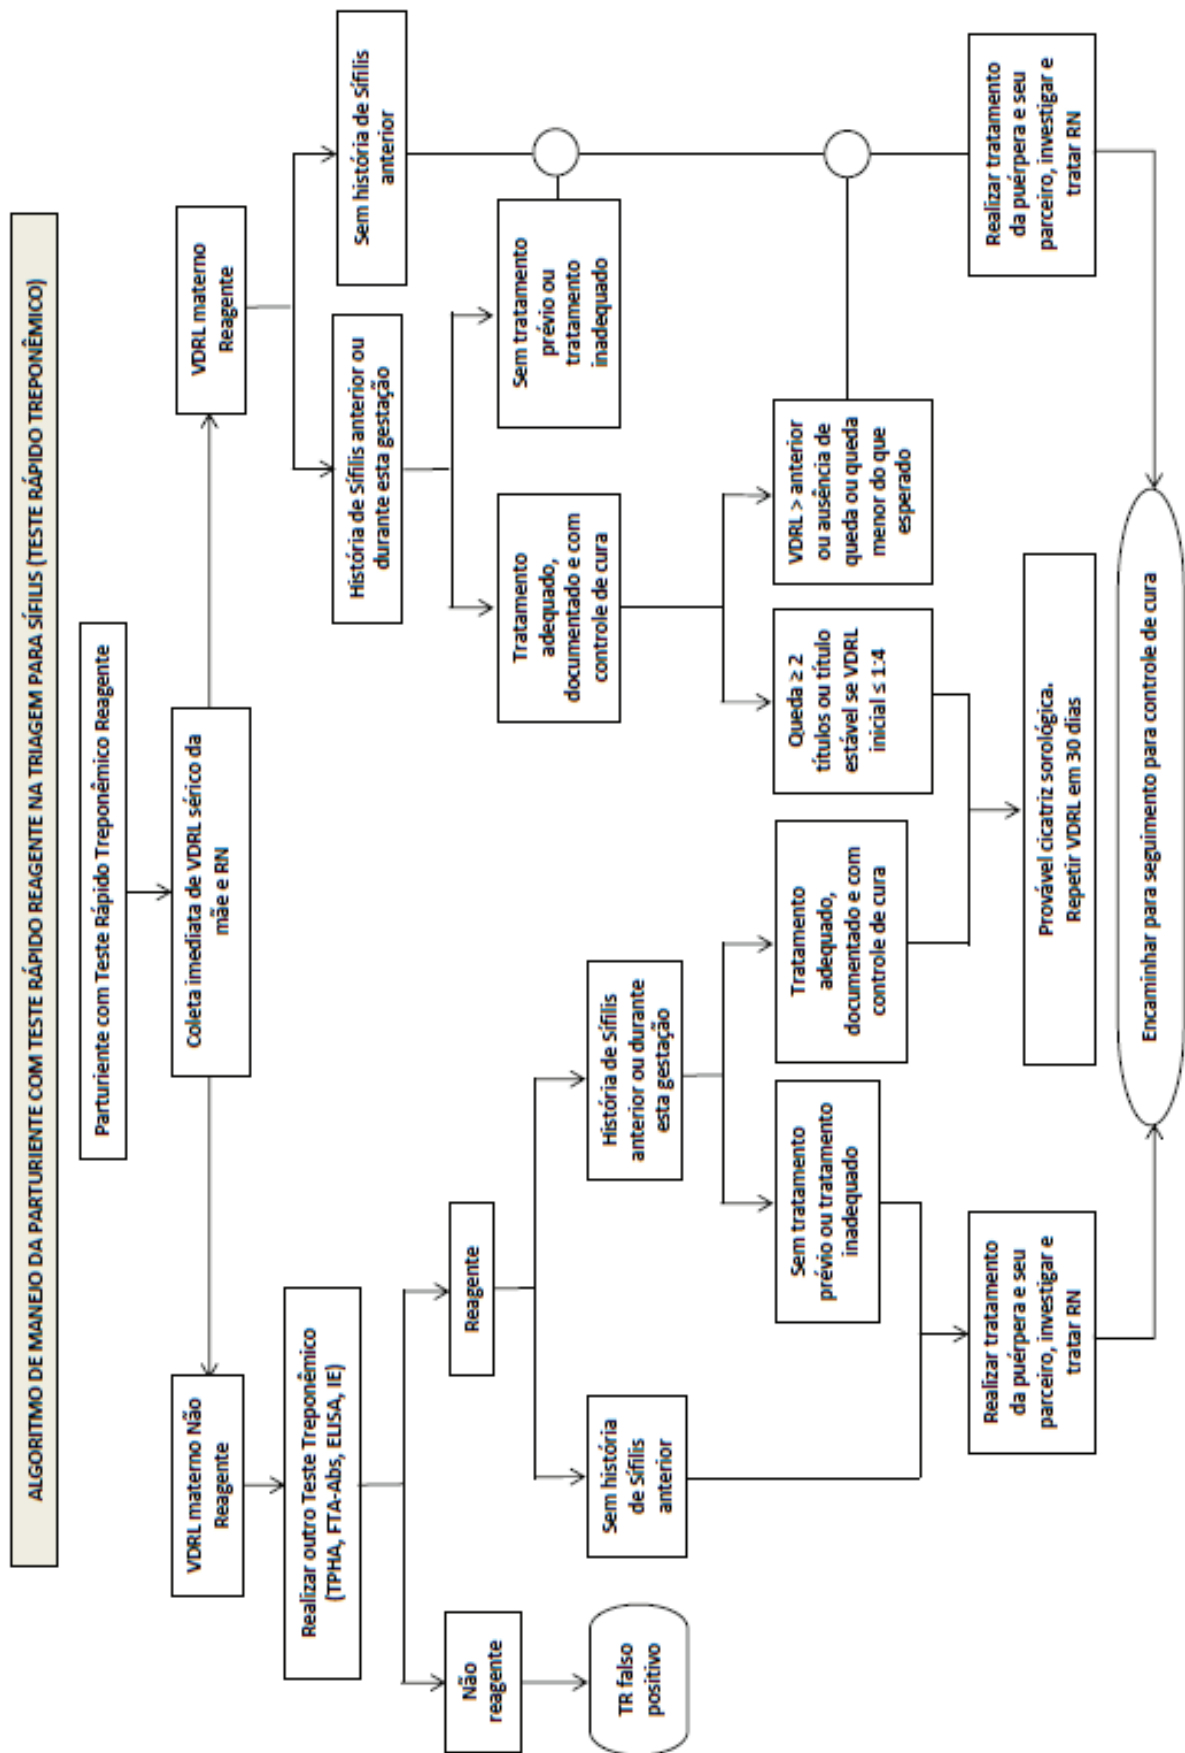 ALGORITMO DE MANEJO DA PARTURIENTE COM TESTE RÁPIDO REAGENTE NA TRIAGEM PARA SÍFILIS (TESTE RÁPIDO TREPONÊMICO)
Parturiente com Teste Rápido Treponêmico Reagente
Coleta imediata de VDRL sérico da
mãe e RN
VDRL materno Não
Reagente
VDRL materno
Reagente
Realizar outro Teste Treponêmico
(TPHA, FTA-Abs, ELISA, IE)
História de Sífilis anterior ou
durante esta gestação
Sem história de Sífilis
anterior
Não
reagente
Reagente
Tratamento
adequado,
documentado e com
controle de cura
Sem tratamento
prévio ou
tratamento
inadequado
TR falso
positivo
Sem história
de Sífilis
anterior
História de Sífilis
anterior ou durante
esta gestação
Sem tratamento
prévio ou tratamento
inadequado
Tratamento
adequado,
documentado e com
controle de cura
Queda ≥ 2
títulos ou título
estável se VDRL
inicial ≤ 1:4
VDRL > anterior
ou ausência de
queda ou queda
menor do que
esperado
Realizar tratamento
da puérpera e seu
parceiro, investigar e
tratar RN
Provável cicatriz sorológica.
Repetir VDRL em 30 dias
Realizar tratamento
da puérpera e seu
parceiro, investigar e
tratar RN
Encaminhar para seguimento para controle de cura